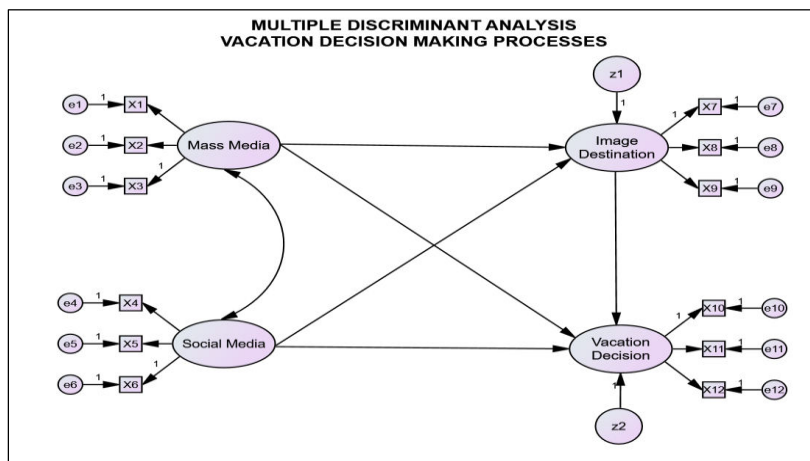 MULTIPLE DISCRIMINANT ANALYSIS
VACATION DECISION MAKING PROCESSES
z1
e1 1 X1
e2 1 X2
e3 1 X3
1
Mass Media
1
Image
Destination
1
X7 1 e7
X8 1 e8
X9 1 e9
e4 1 X4
e5 1 X5
e6 1 X6
1
Social Media
Vacation
Decision
1
X10 1 e10
X11 1 e11
X12 1 e12
1
z2